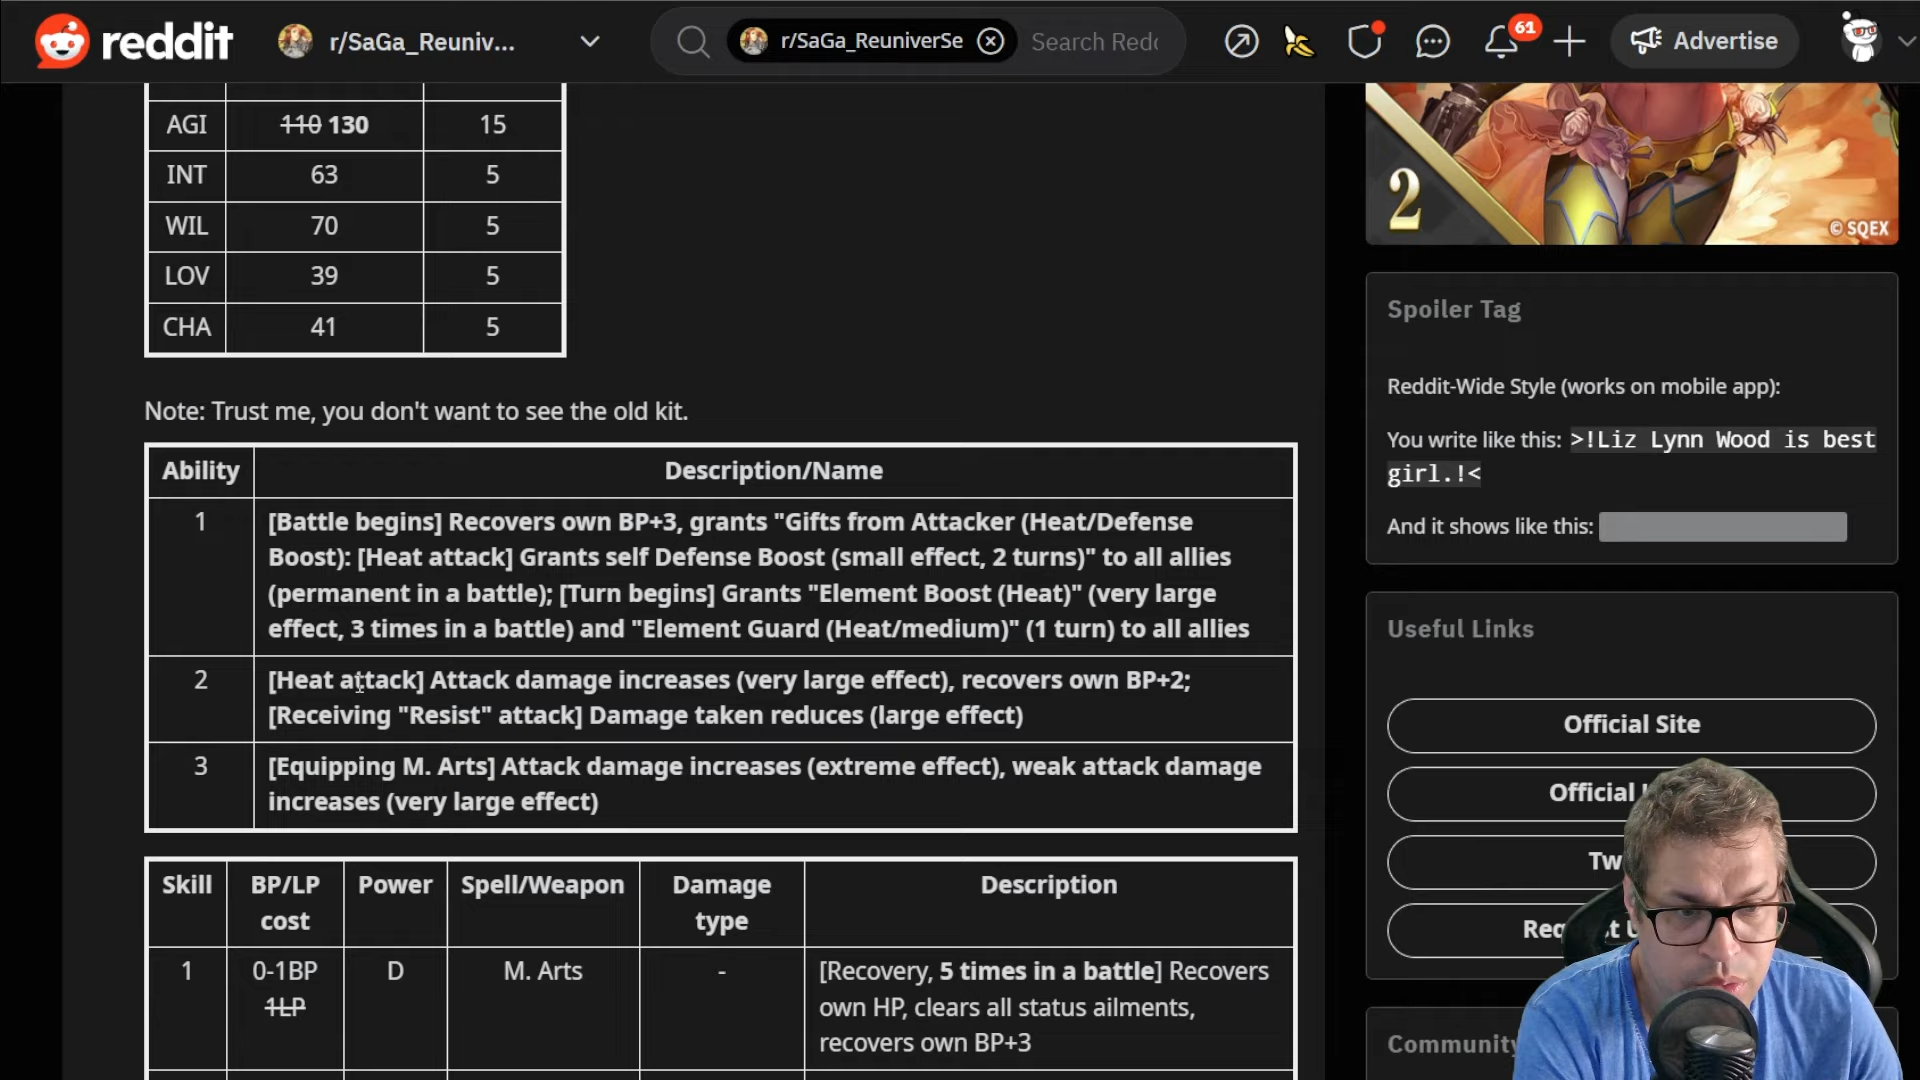 reddit
r/SaGa_Reuniv...
r/SaGa_ReuniverSe
Search Redc
61
Advertise
AGI 110 130 15
INT 63 5
WIL 70 5
LOV 39 5
CHA 41 5
Note: Trust me, you don't want to see the old kit.
Ability Description/Name
1 [Battle begins] Recovers own BP+3, grants "Gifts from Attacker (Heat/Defense
Boost): [Heat attack] Grants self Defense Boost (small effect, 2 turns)" to all allies
(permanent in a battle); [Turn begins] Grants "Element Boost (Heat)" (very large
effect, 3 times in a battle) and "Element Guard (Heat/medium)" (1 turn) to all allies
2 [Heat attack] Attack damage increases (very large effect), recovers own BP+2;
[Receiving "Resist" attack] Damage taken reduces (large effect)
3 [Equipping M. Arts] Attack damage increases (extreme effect), weak attack damage
increases (very large effect)
Skill BP/LP Power Spell/Weapon Damage Description
cost type
1 0-1BP D M. Arts - [Recovery, 5 times in a battle] Recovers
1LP own HP, clears all status ailments,
recovers own BP+3
2
© SQEX
Spoiler Tag
Reddit-Wide Style (works on mobile app):
You write like this: >!Liz Lynn Wood is best
girl.!<
And it shows like this:
Useful Links
Official Site
Official
Tw
Req
Community